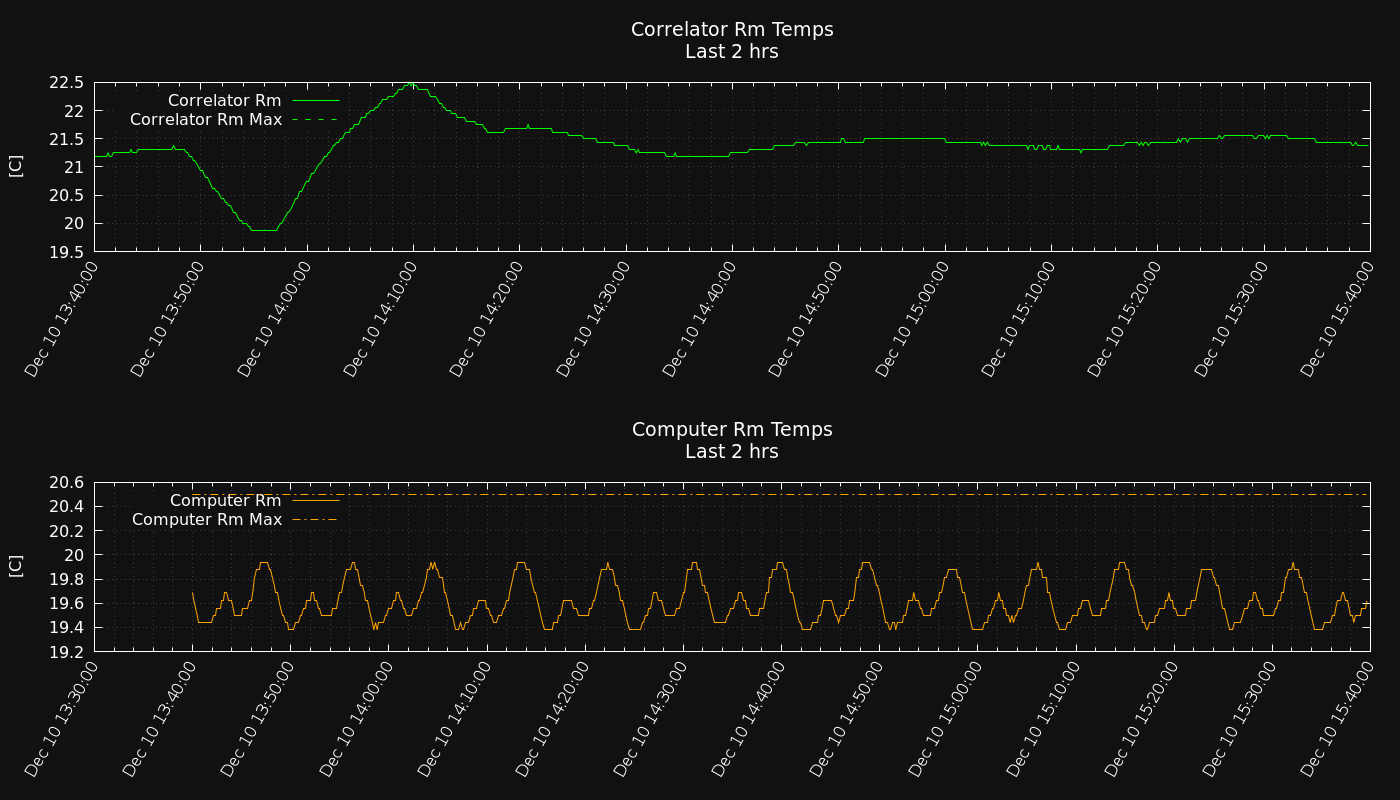 Correlator Rm Temps
Last 2 hrs
22.5
22
21.5
21
20.5
20
19.5
[C]
Correlator Rm
Correlator Rm Max
Dec 10 13:40:00
Dec 10 13:50:00
Dec 10 14:00:00
Dec 10 14:10:00
Dec 10 14:20:00
Dec 10 14:30:00
Dec 10 14:40:00
Dec 10 14:50:00
Dec 10 15:00:00
Dec 10 15:10:00
Dec 10 15:20:00
Dec 10 15:30:00
Dec 10 15:40:00
Computer Rm Temps
Last 2 hrs
20.6
20.4
20.2
20
19.8
19.6
19.4
19.2
[C]
Computer Rm
Computer Rm Max
Dec 10 13:30:00
Dec 10 13:40:00
Dec 10 13:50:00
Dec 10 14:00:00
Dec 10 14:10:00
Dec 10 14:20:00
Dec 10 14:30:00
Dec 10 14:40:00
Dec 10 14:50:00
Dec 10 15:00:00
Dec 10 15:10:00
Dec 10 15:20:00
Dec 10 15:30:00
Dec 10 15:40:00